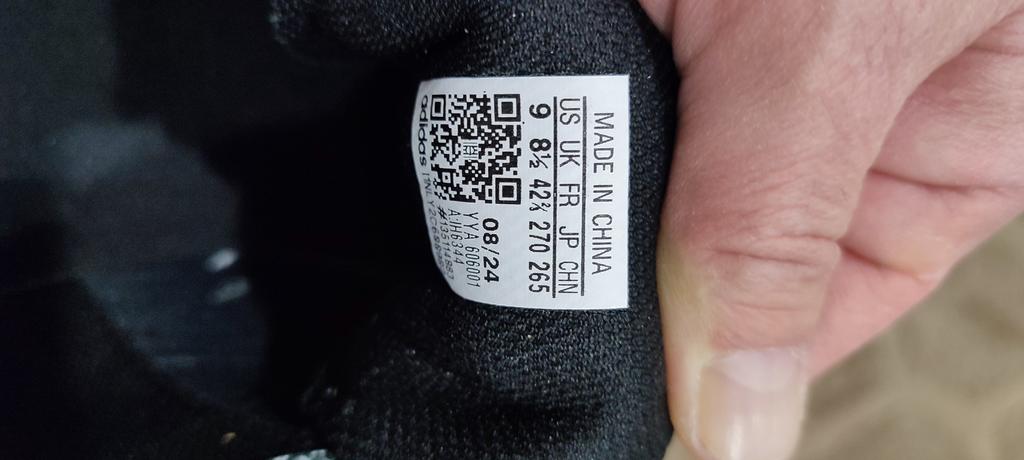 MADE IN CHINA
US UK FR JP CHN
9 8½ 42⅔ 270 265
08/24
YYA 606001
A:IH6344
adidas